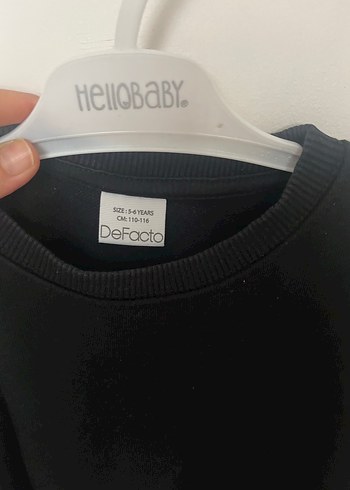 HellOBaBY.
SIZE : 5-6 YEARS
CM: 110-116
DeFacto